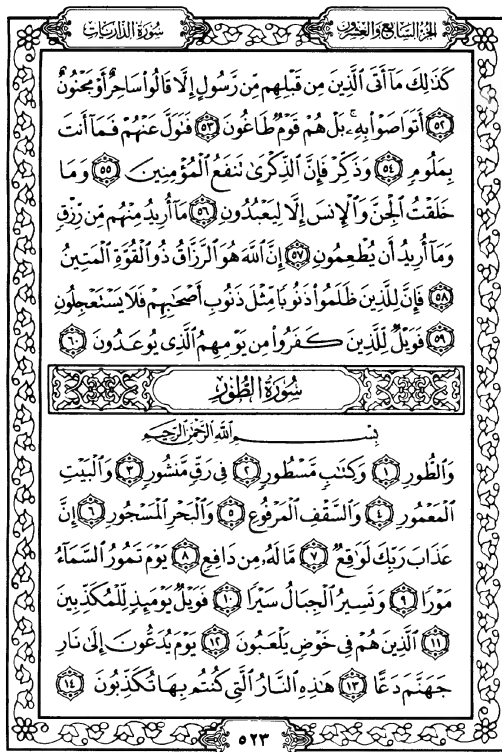 الجزء السابع والعشرون
سورة الذاريات
كَذَٰلِكَ مَآ أَتَى ٱلَّذِينَ مِن قَبْلِهِم مِّن رَّسُولٍ إِلَّا قَالُوا۟ سَاحِرٌ أَوْ مَجْنُونٌ
٥٢ أَتَوَاصَوْا۟ بِهِۦ ۚ بَلْ هُمْ قَوْمٌ طَاغُونَ ٥٣ فَتَوَلَّ عَنْهُمْ فَمَآ أَنتَ
بِمَلُومٍ ٥٤ وَذَكِّرْ فَإِنَّ ٱلذِّكْرَىٰ تَنفَعُ ٱلْمُؤْمِنِينَ ٥٥ وَمَا
خَلَقْتُ ٱلْجِنَّ وَٱلْإِنسَ إِلَّا لِيَعْبُدُونِ ٥٦ مَآ أُرِيدُ مِنْهُم مِّن رِّزْقٍ
وَمَآ أُرِيدُ أَن يُطْعِمُونِ ٥٧ إِنَّ ٱللَّهَ هُوَ ٱلرَّزَّاقُ ذُو ٱلْقُوَّةِ ٱلْمَتِينُ
٥٨ فَإِنَّ لِلَّذِينَ ظَلَمُوا۟ ذَنُوبًا مِّثْلَ ذَنُوبِ أَصْحَٰبِهِمْ فَلَا يَسْتَعْجِلُونِ
٥٩ فَوَيْلٌ لِّلَّذِينَ كَفَرُوا۟ مِن يَوْمِهِمُ ٱلَّذِى يُوعَدُونَ ٦٠
سُورَةُ الطُّورِ
بِسْمِ ٱللَّهِ ٱلرَّحْمَٰنِ ٱلرَّحِيمِ
وَٱلطُّورِ ١ وَكِتَٰبٍ مَّسْطُورٍ ٢ فِى رَقٍّ مَّنشُورٍ ٣ وَٱلْبَيْتِ
ٱلْمَعْمُورِ ٤ وَٱلسَّقْفِ ٱلْمَرْفُوعِ ٥ وَٱلْبَحْرِ ٱلْمَسْجُورِ ٦ إِنَّ
عَذَابَ رَبِّكَ لَوَٰقِعٌ ٧ مَّا لَهُۥ مِن دَافِعٍ ٨ يَوْمَ تَمُورُ ٱلسَّمَآءُ
مَوْرًا ٩ وَتَسِيرُ ٱلْجِبَالُ سَيْرًا ١٠ فَوَيْلٌ يَوْمَئِذٍ لِّلْمُكَذِّبِينَ
١١ ٱلَّذِينَ هُمْ فِى خَوْضٍ يَلْعَبُونَ ١٢ يَوْمَ يُدَعُّونَ إِلَىٰ نَارِ
جَهَنَّمَ دَعًّا ١٣ هَٰذِهِ ٱلنَّارُ ٱلَّتِى كُنتُم بِهَا تُكَذِّبُونَ ١٤
٥٢٣